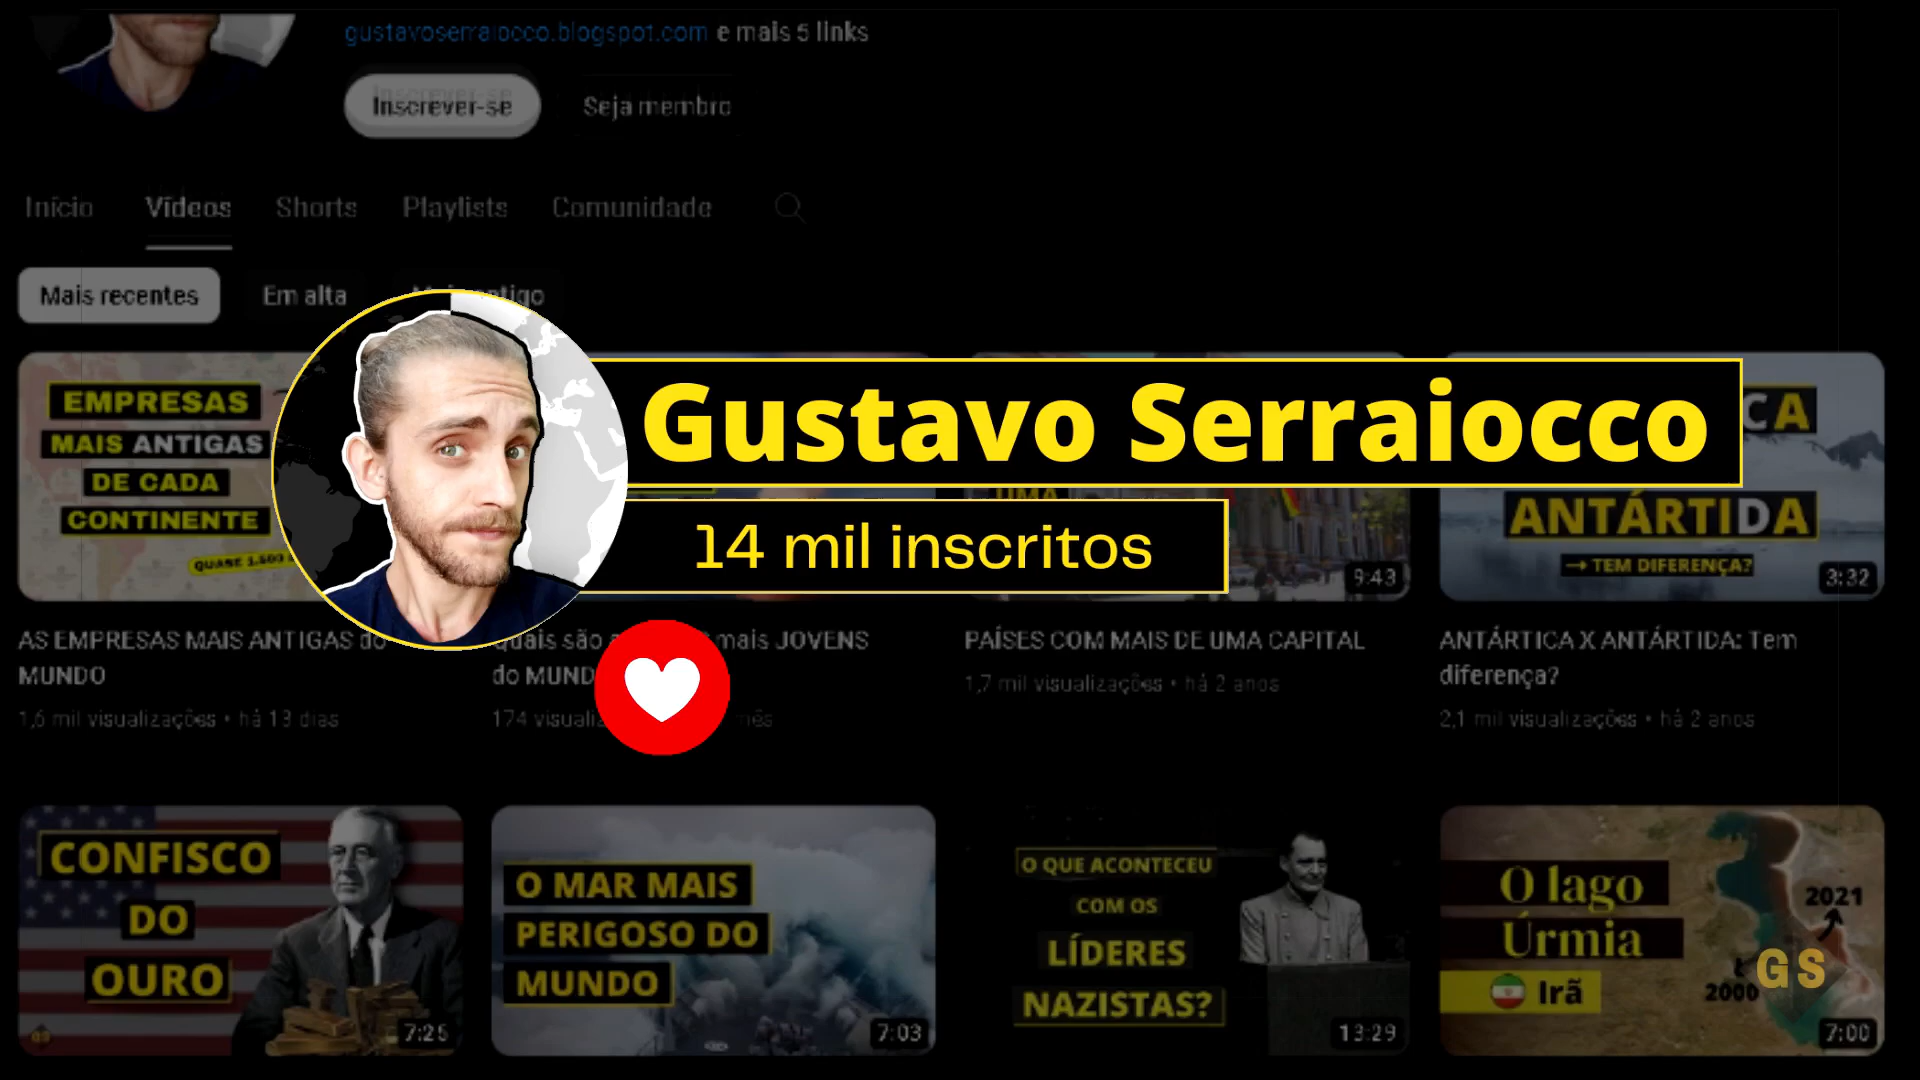 gustavoserraiocco.blogspot.com e mais 5 links
Inscrever-se
Seja membro
Início
Vídeos
Shorts
Playlists
Comunidade
Mais recentes
Em alta
Gustavo Serraiocco
14 mil inscritos
EMPRESAS
MAIS ANTIGAS
DE CADA
CONTINENTE
UMA
9:43
CA
ANTÁRTIDA
→ TEM DIFERENÇA?
3:32
AS EMPRESAS MAIS ANTIGAS do
MUNDO
1,6 mil visualizações • há 13 dias
mais JOVENS
174
PAÍSES COM MAIS DE UMA CAPITAL
1,7 mil visualizações • há 2 anos
ANTÁRTICA X ANTÁRTIDA: Tem
diferença?
2,1 mil visualizações • há 2 anos
CONFISCO
DO
OURO
GS
7:25
O MAR MAIS
PERIGOSO DO
MUNDO
7:03
O QUE ACONTECEU
COM OS
LÍDERES
NAZISTAS?
13:29
O lago
Úrmia
Irã
2021
2000
GS
7:00